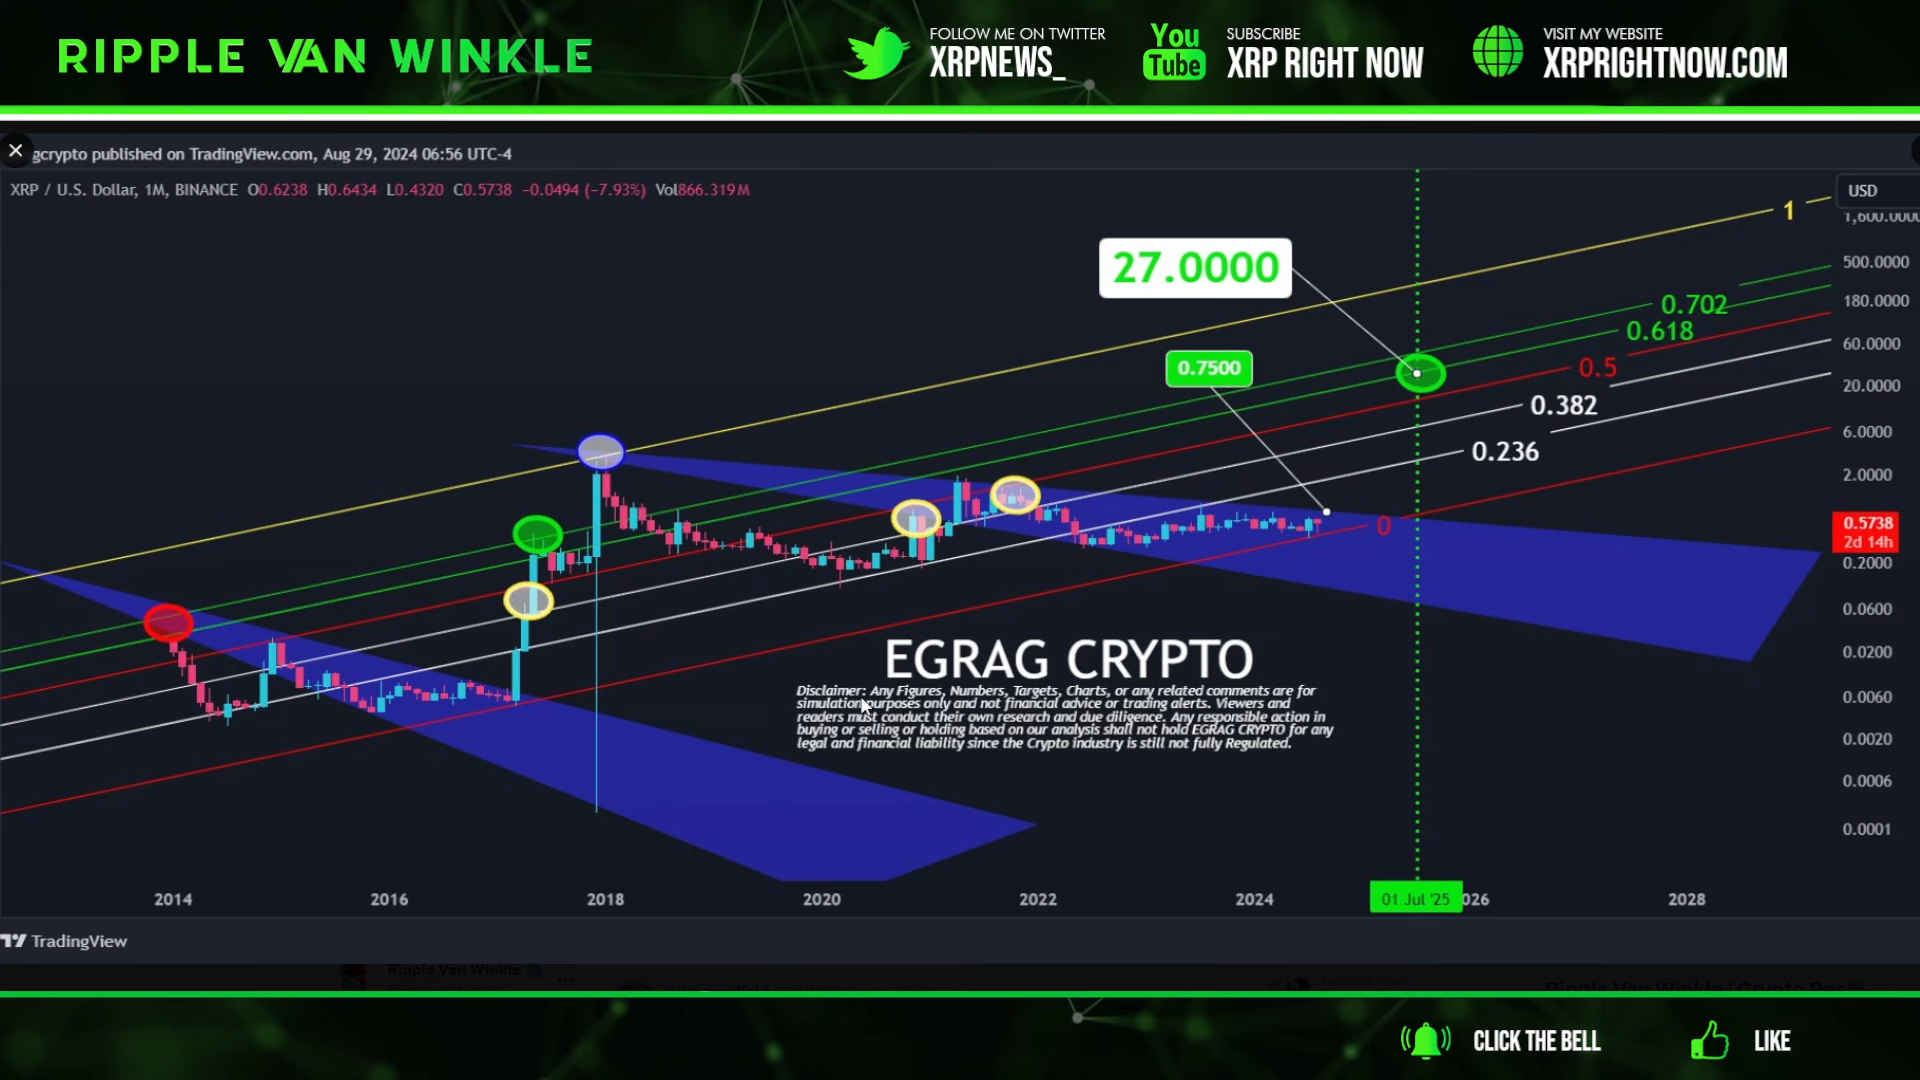 RIPPLE VAN WINKLE
FOLLOW ME ON TWITTER
XRPNEWS_
You
Tube
SUBSCRIBE
XRP RIGHT NOW
VISIT MY WEBSITE
XRPRIGHTNOW.COM
gcrypto published on TradingView.com, Aug 29, 2024 06:56 UTC-4
XRP / U.S. Dollar, 1M, BINANCE O0.6238 H0.6434 L0.4320 C0.5738 −0.0494 (−7.93%) Vol866.319M
USD
1
500.0000
27.0000
180.0000
0.702
0.618
60.0000
0.7500
0.5
20.0000
0.382
6.0000
0.236
2.0000
0
0.5738
2d 14h
0.2000
0.0600
0.0200
0.0060
0.0020
0.0006
0.0001
EGRAG CRYPTO
Disclaimer: Any Figures, Numbers, Targets, Charts, or any related comments are for
simulation purposes only and not financial advice or trading alerts. Viewers and
readers must conduct their own research and due diligence. Any responsible action in
buying or selling or holding based on our analysis shall not hold EGRAG CRYPTO for any
legal and financial liability since the Crypto industry is still not fully Regulated.
2014 2016 2018 2020 2022 2024 01 Jul '25 026 2028
TradingView
Ripple Van Winkle
CLICK THE BELL
LIKE